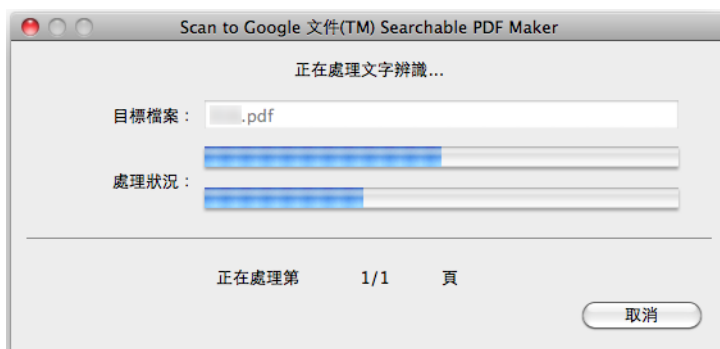 Scan to Google 文件(TM) Searchable PDF Maker
正在處理文字辨識...
目標檔案： .pdf
處理狀況：
正在處理第 1/1 頁
取消